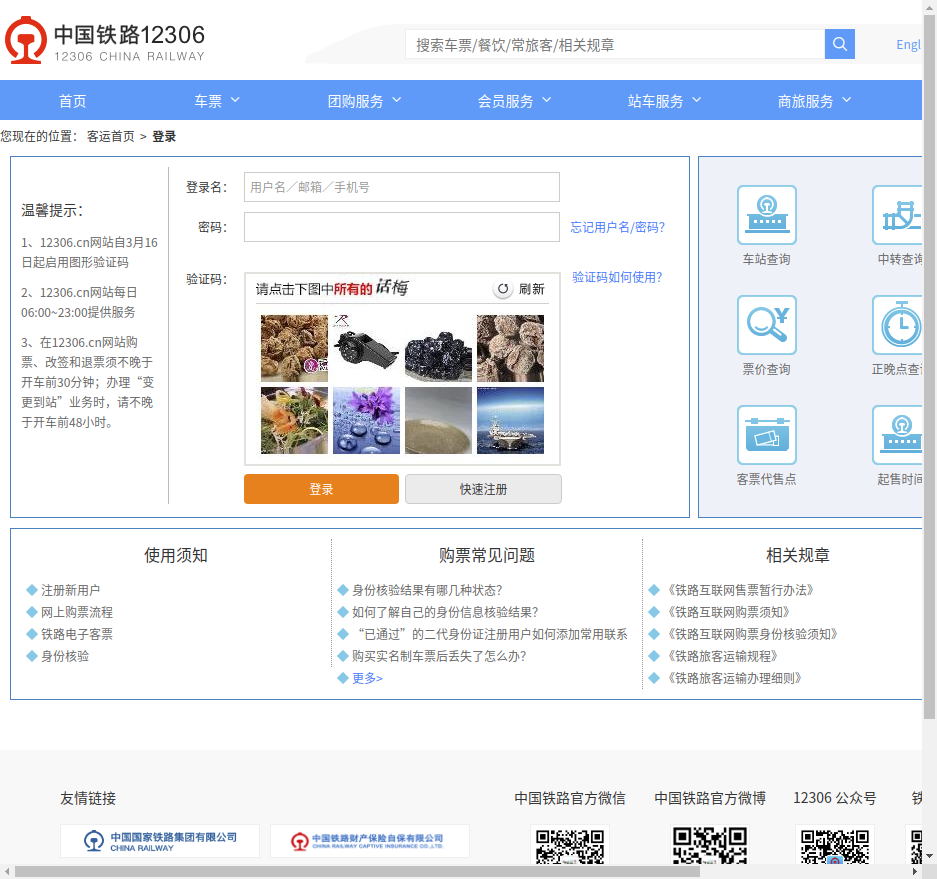 中国铁路12306
12306 CHINA RAILWAY
搜索车票/餐饮/常旅客/相关规章
Engl
首页 车票 团购服务 会员服务 站车服务 商旅服务
您现在的位置： 客运首页 > 登录
温馨提示：
1、12306.cn网站自3月16
日起启用图形验证码
2、12306.cn网站每日
06:00~23:00提供服务
3、在12306.cn网站购
票、改签和退票须不晚于
开车前30分钟；办理“变
更到站”业务时，请不晚
于开车前48小时。
登录名： 用户名／邮箱／手机号
密码： 忘记用户名/密码？
验证码： 验证码如何使用？
请点击下图中所有的 话梅 刷新
登录 快速注册
车站查询 中转查询
票价查询 正晚点查
客票代售点 起售时间
使用须知
注册新用户
网上购票流程
铁路电子客票
身份核验
购票常见问题
身份核验结果有哪几种状态？
如何了解自己的身份信息核验结果？
“已通过”的二代身份证注册用户如何添加常用联系
购买实名制车票后丢失了怎么办？
更多>
相关规章
《铁路互联网售票暂行办法》
《铁路互联网购票须知》
《铁路互联网购票身份核验须知》
《铁路旅客运输规程》
《铁路旅客运输办理细则》
友情链接 中国铁路官方微信 中国铁路官方微博 12306 公众号 铁
中国国家铁路集团有限公司
CHINA RAILWAY
中国铁路财产保险自保有限公司
CHINA RAILWAY CAPTIVE INSURANCE CO.,LTD.